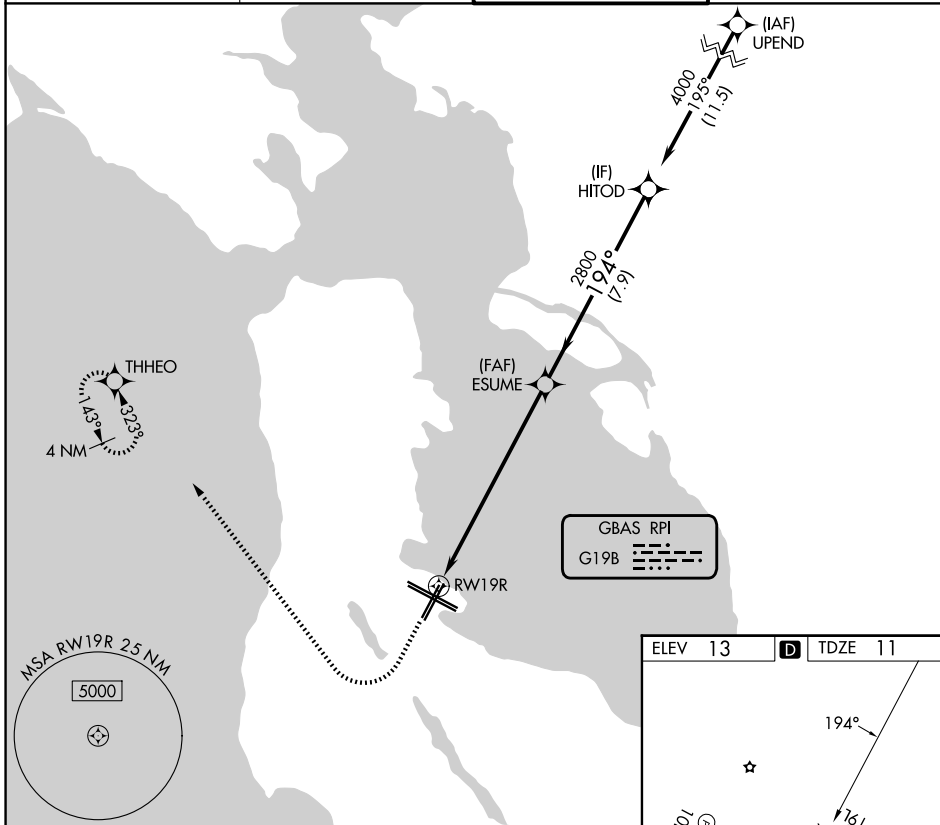 (IAF)
UPEND
4000
195°
(11.5)
(IF)
HITOD
2800
194°
(7.9)
(FAF)
ESUME
THHEO
143°
323°
4 NM
GBAS RPI
G19B
RW19R
MSA RW19R 25 NM
5000
ELEV 13 D TDZE 11
194°